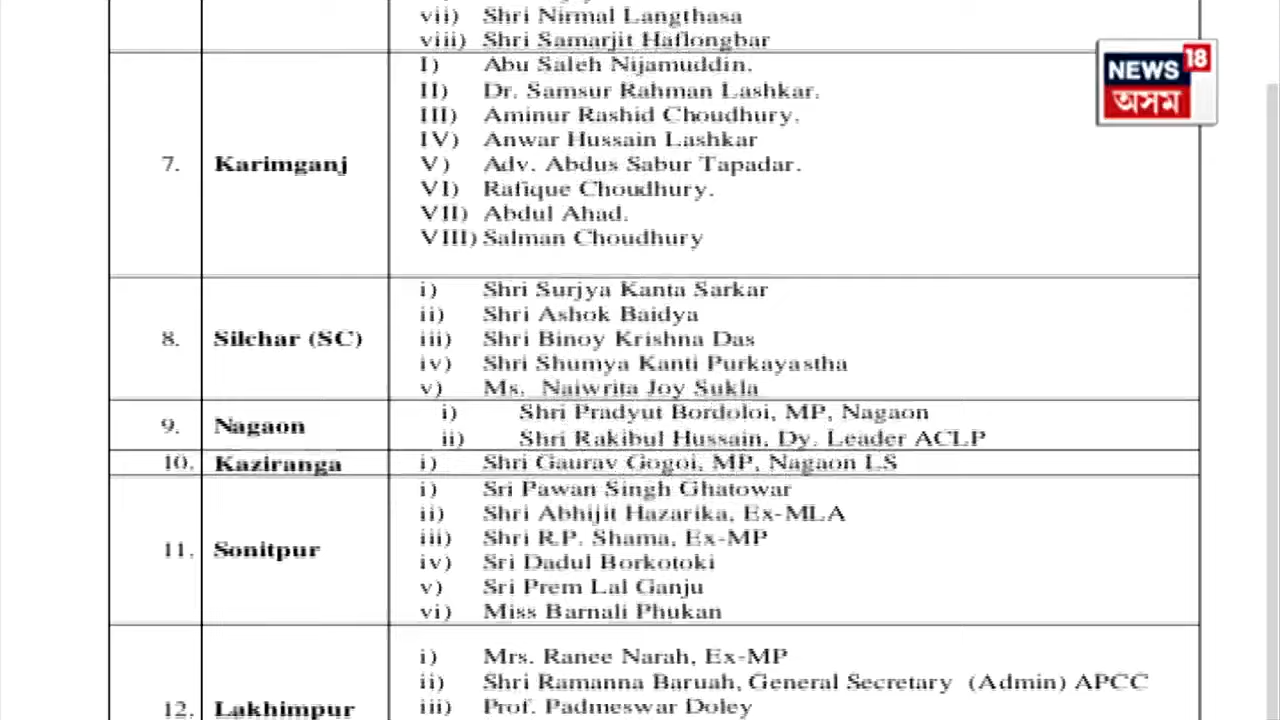 vii) Shri Nirmal Langthasa
viii) Shri Samarjit Haflongbar
NEWS 18
অসম
7. Karimganj
I) Abu Saleh Nijamuddin.
II) Dr. Samsur Rahman Lashkar.
III) Aminur Rashid Choudhury.
IV) Anwar Hussain Lashkar
V) Adv. Abdus Sabur Tapadar.
VI) Rafique Choudhury.
VII) Abdul Ahad.
VIII) Salman Choudhury
8. Silchar (SC)
i) Shri Surjya Kanta Sarkar
ii) Shri Ashok Baidya
iii) Shri Binoy Krishna Das
iv) Shri Shumya Kanti Purkayastha
v) Ms. Naiwrita Joy Sukla
9. Nagaon
i) Shri Pradyut Bordoloi, MP, Nagaon
ii) Shri Rakibul Hussain, Dy. Leader ACLP
10. Kaziranga
i) Shri Gaurav Gogoi, MP, Nagaon LS
11. Sonitpur
i) Sri Pawan Singh Ghatowar
ii) Shri Abhijit Hazarika, Ex-MLA
iii) Shri R.P. Shama, Ex-MP
iv) Sri Dadul Borkotoki
v) Sri Prem Lal Ganju
vi) Miss Barnali Phukan
12. Lakhimpur
i) Mrs. Ranee Narah, Ex-MP
ii) Shri Ramanna Baruah, General Secretary (Admin) APCC
iii) Prof. Padmeswar Doley